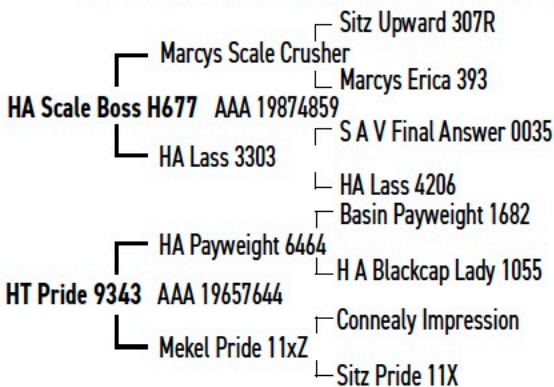 Sitz Upward 307R
Marcys Scale Crusher
Marcys Erica 393
HA Scale Boss H677 AAA 19874859
S A V Final Answer 0035
HA Lass 3303
HA Lass 4206
Basin Payweight 1682
HA Payweight 6464
H A Blackcap Lady 1055
HT Pride 9343 AAA 19657644
Connealy Impression
Mekel Pride 11xZ
Sitz Pride 11X